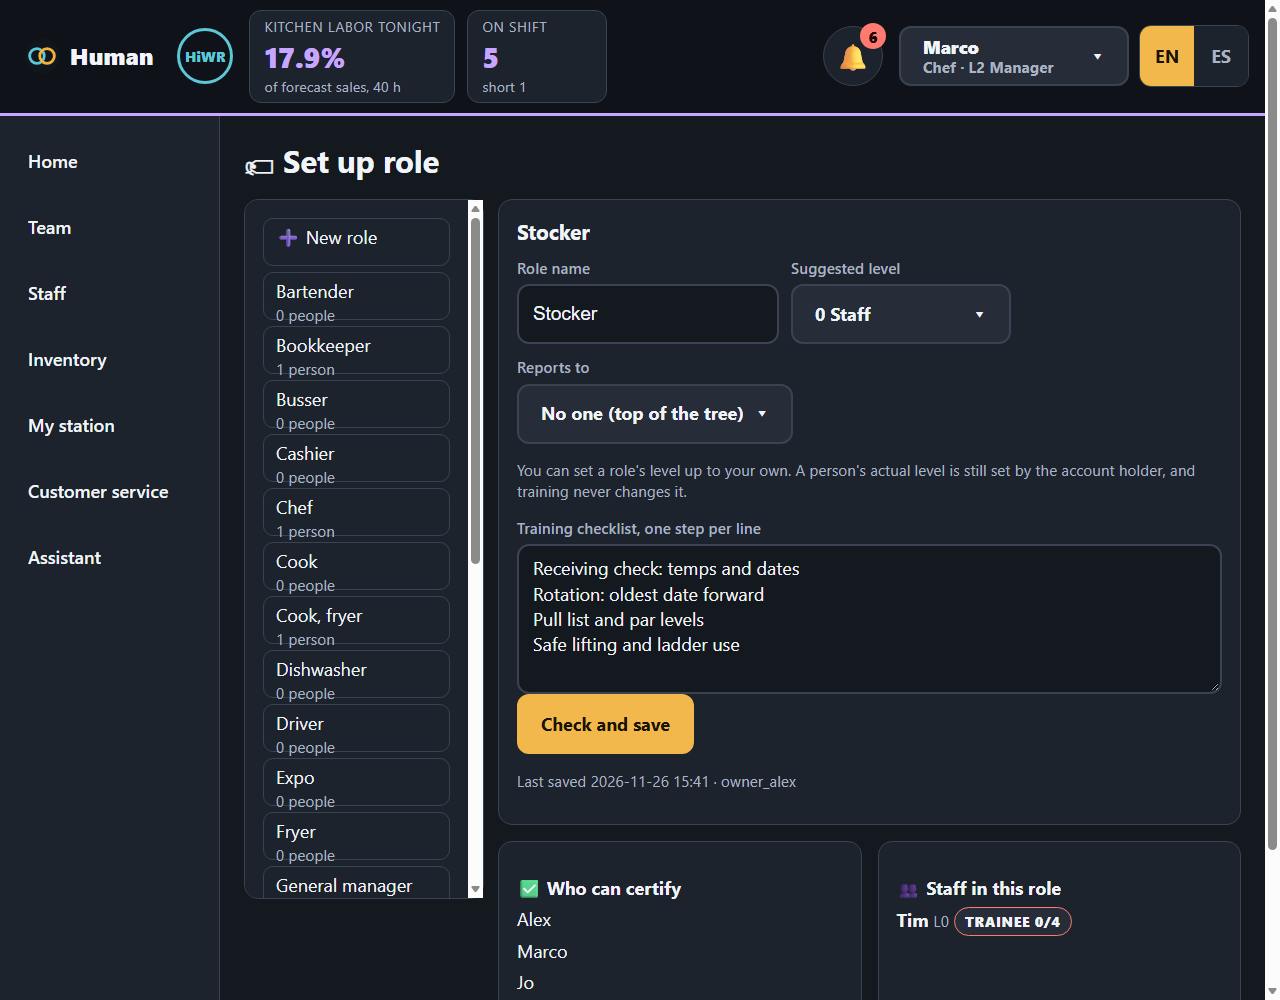 Human
HiWR
KITCHEN LABOR TONIGHT
17.9%
of forecast sales, 40 h
ON SHIFT
5
short 1
6
Marco
Chef · L2 Manager
EN
ES
Home
Team
Staff
Inventory
My station
Customer service
Assistant
Set up role
New role
Bartender
0 people
Bookkeeper
1 person
Busser
0 people
Cashier
0 people
Chef
1 person
Cook
0 people
Cook, fryer
1 person
Dishwasher
0 people
Driver
0 people
Expo
0 people
Fryer
0 people
General manager
Stocker
Role name
Suggested level
Stocker
0 Staff
Reports to
No one (top of the tree)
You can set a role's level up to your own. A person's actual level is still set by the account holder, and
training never changes it.
Training checklist, one step per line
Receiving check: temps and dates
Rotation: oldest date forward
Pull list and par levels
Safe lifting and ladder use
Check and save
Last saved 2026-11-26 15:41 · owner_alex
Who can certify
Alex
Marco
Jo
Staff in this role
Tim L0 TRAINEE 0/4